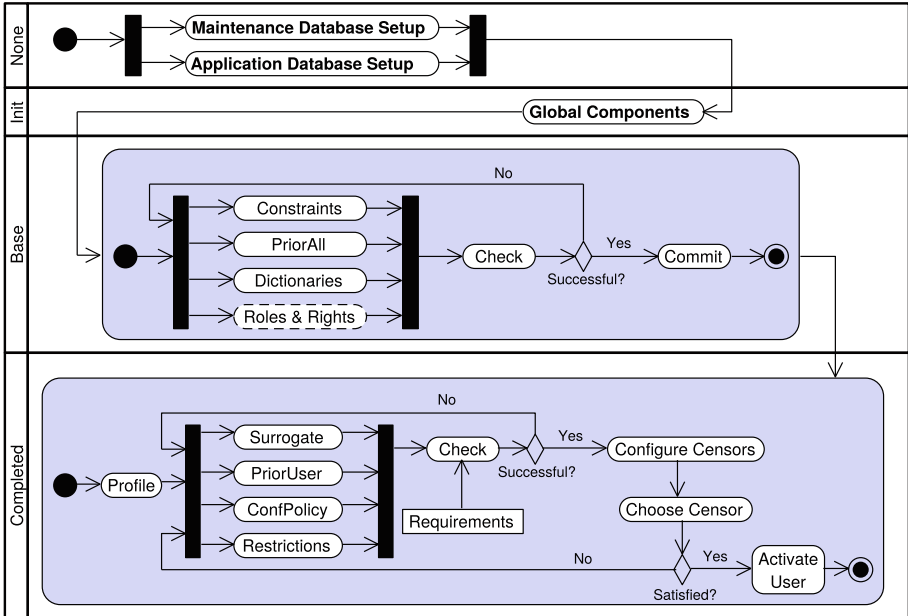 None
Maintenance Database Setup
Application Database Setup
Init
Global Components
Base
No
Constraints
PriorAll
Dictionaries
Roles & Rights
Check
Successful?
Yes
Commit
Completed
No
Profile
Surrogate
PriorUser
ConfPolicy
Restrictions
Check
Requirements
Successful?
Yes
Configure Censors
Choose Censor
No
Satisfied?
Yes
Activate
User